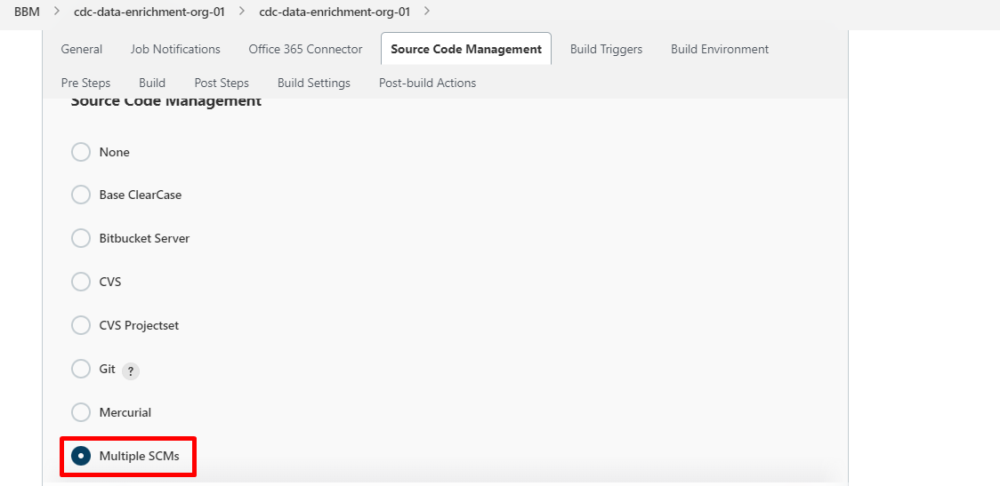 BBM > cdc-data-enrichment-org-01 > cdc-data-enrichment-org-01 >
General Job Notifications Office 365 Connector Source Code Management Build Triggers Build Environment
Pre Steps Build Post Steps Build Settings Post-build Actions
Source Code Management
None
Base ClearCase
Bitbucket Server
CVS
CVS Projectset
Git ?
Mercurial
Multiple SCMs